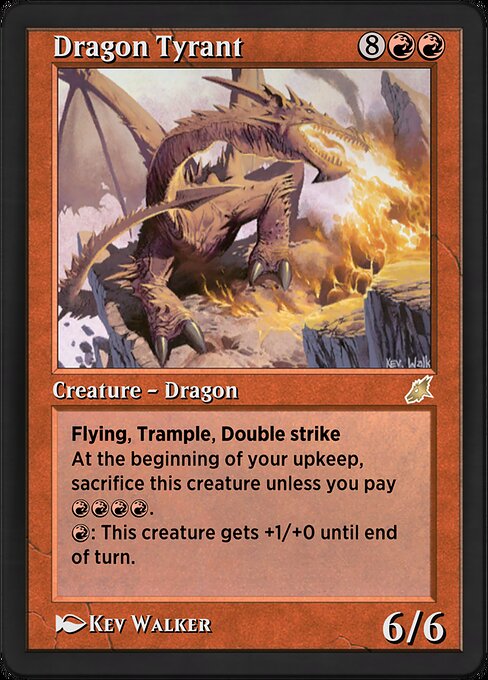 Dragon Tyrant 8
Kev. Walk
Creature – Dragon
Flying, Trample, Double strike
At the beginning of your upkeep,
sacrifice this creature unless you pay
.
: This creature gets +1/+0 until end
of turn.
Kev Walker
6/6